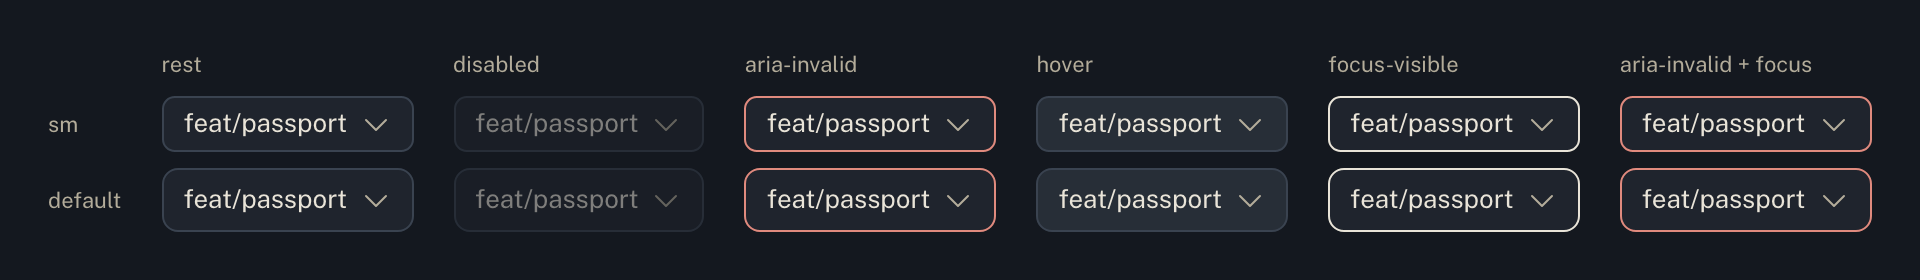 rest disabled aria-invalid hover focus-visible aria-invalid + focus
sm feat/passport feat/passport feat/passport feat/passport feat/passport feat/passport
default feat/passport feat/passport feat/passport feat/passport feat/passport feat/passport